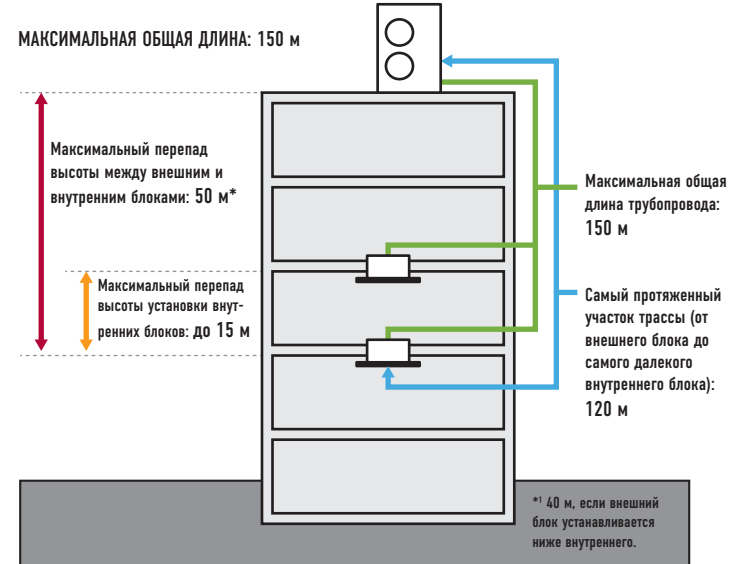 МАКСИМАЛЬНАЯ ОБЩАЯ ДЛИНА: 150 м
Максимальный перепад
высоты между внешним и
внутренним блоками: 50 м*
Максимальный перепад
высоты установки внут-
ренних блоков: до 15 м
Максимальная общая
длина трубопровода:
150 м
Самый протяженный
участок трассы (от
внешнего блока до
самого далекого
внутреннего блока):
120 м
*¹ 40 м, если внешний
блок устанавливается
ниже внутреннего.